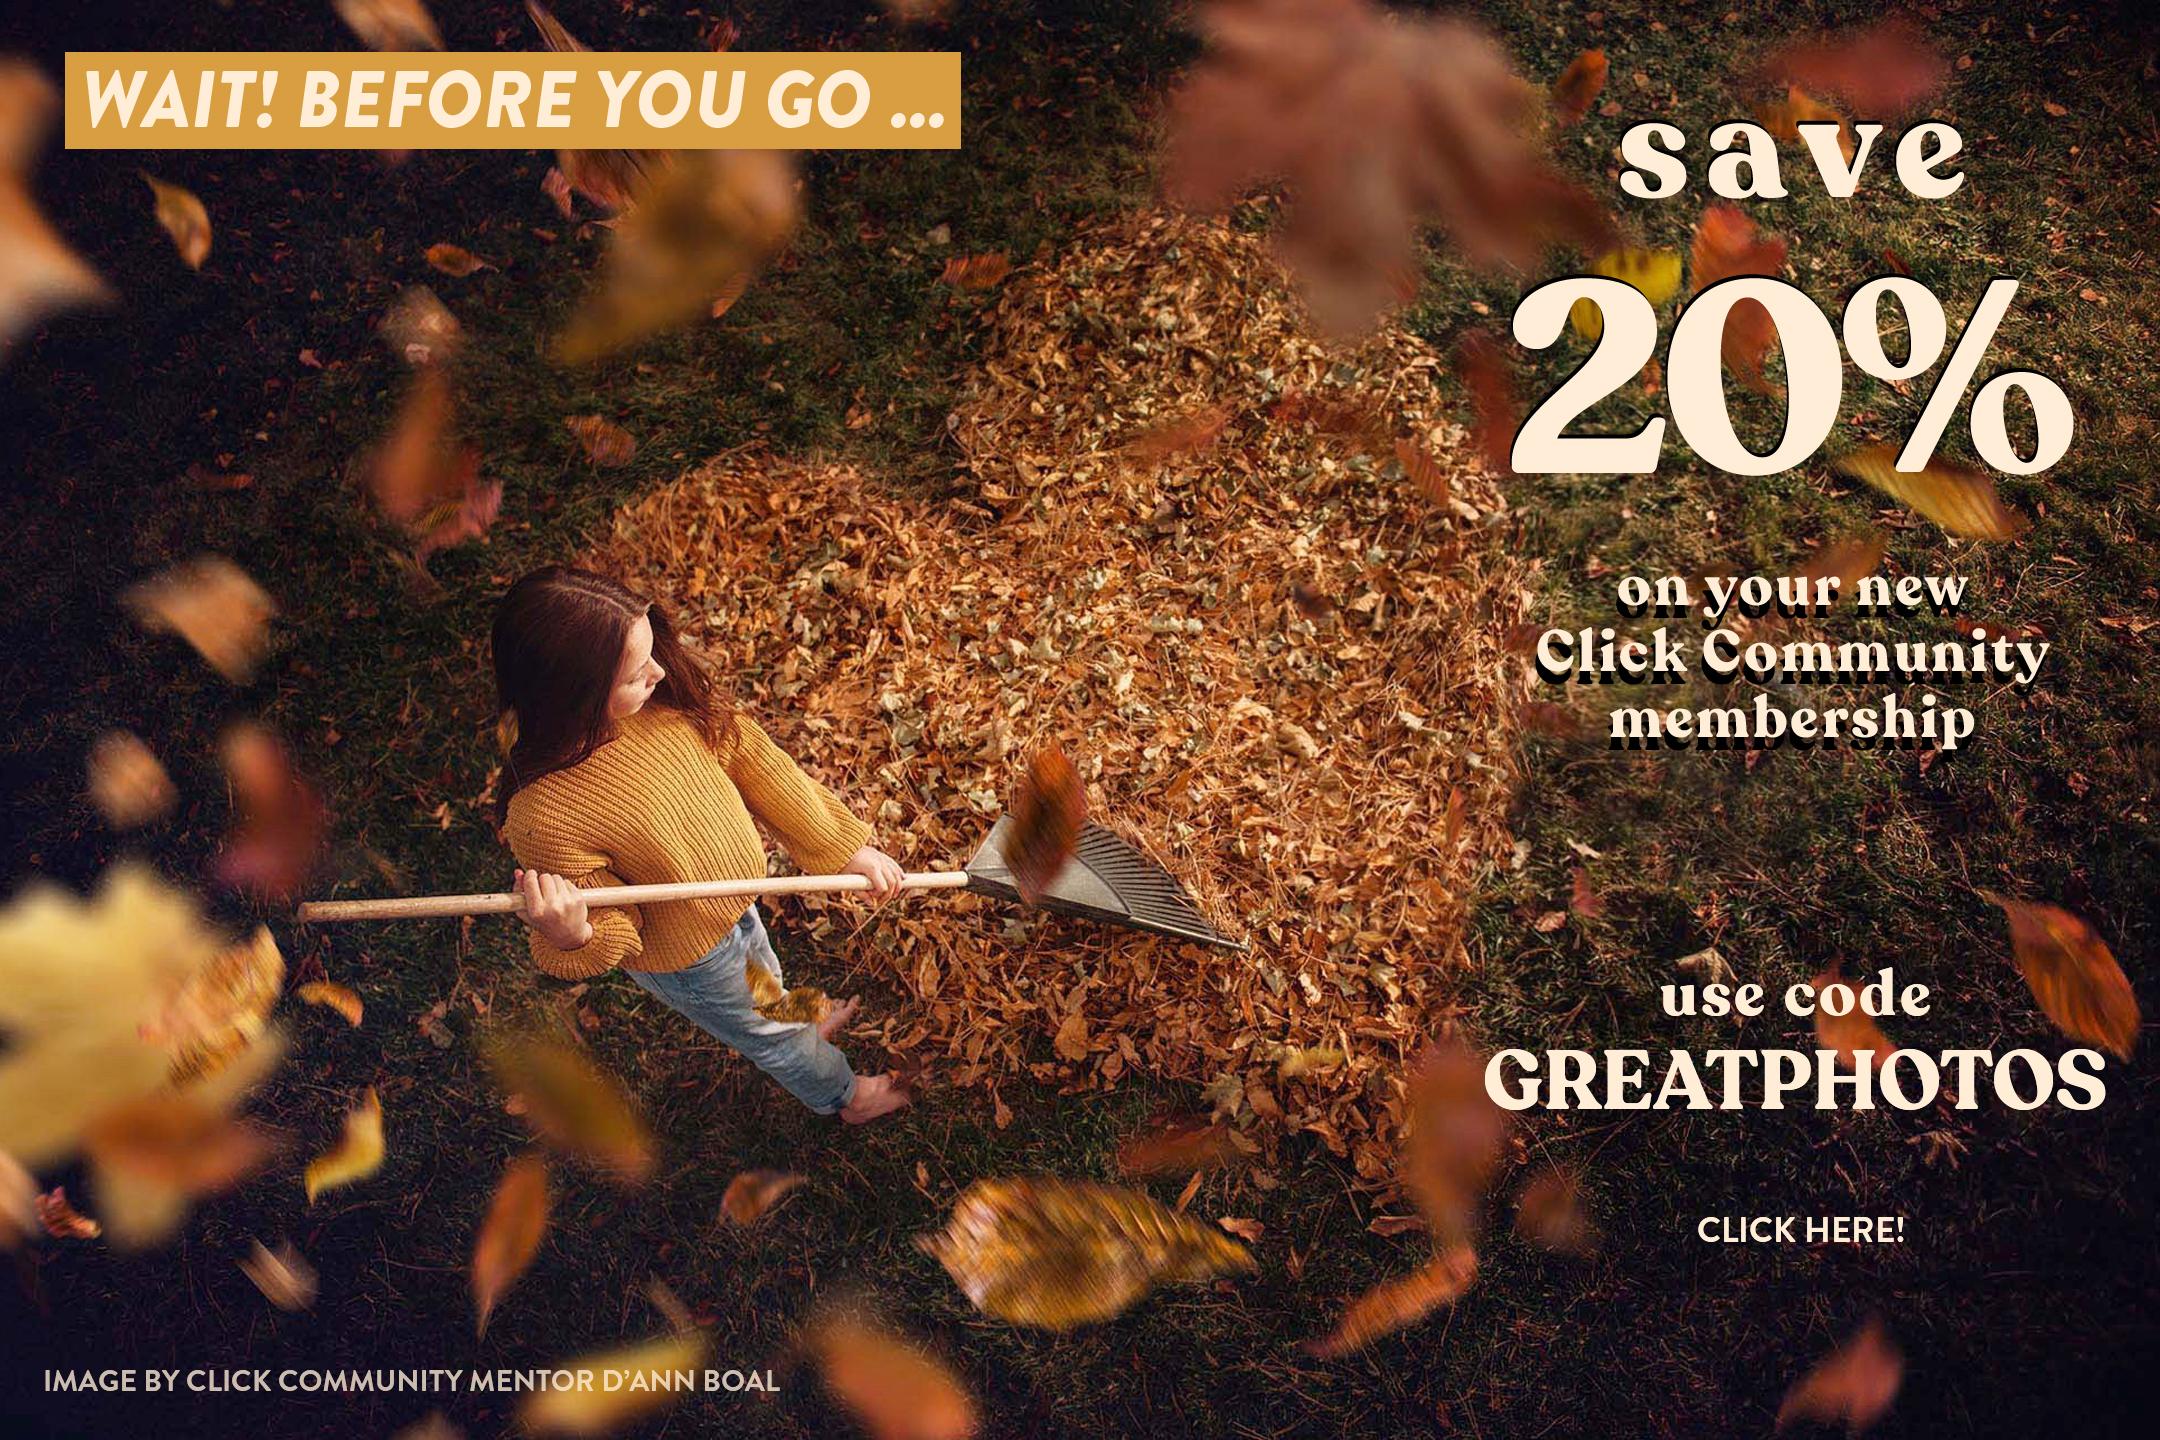 WAIT! BEFORE YOU GO ...
save
20%
on your new
Click Community
membership
use code
GREATPHOTOS
CLICK HERE!
IMAGE BY CLICK COMMUNITY MENTOR D’ANN BOAL